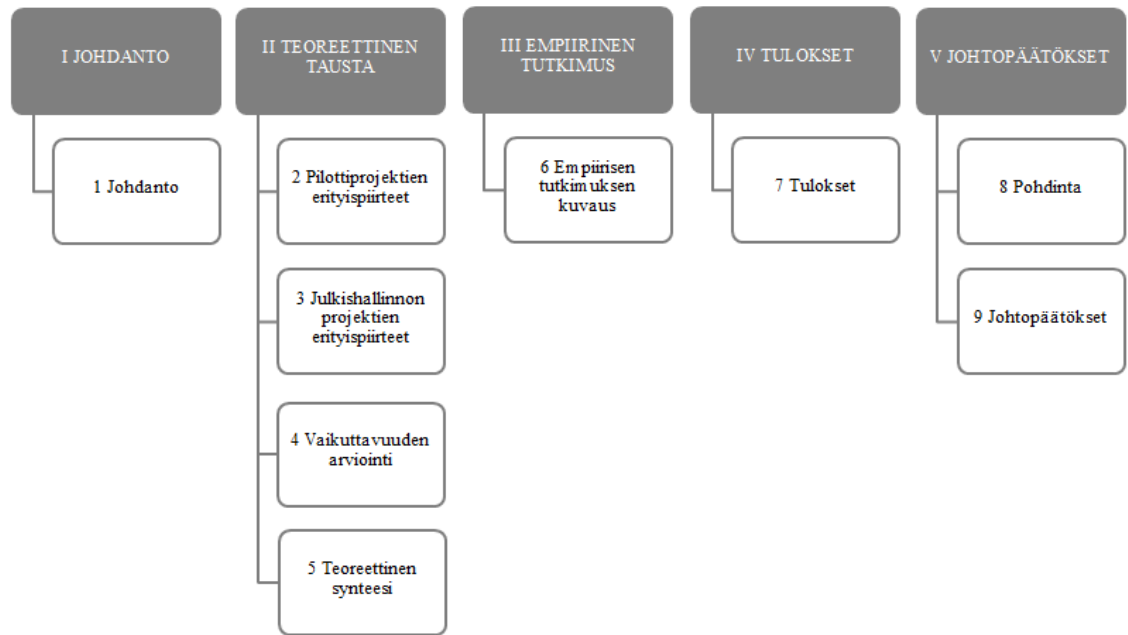 I JOHDANTO
1 Johdanto
II TEOREETTINEN
TAUSTA
2 Pilottiprojektien
erityispiirteet
3 Julkishallinnon
projektien
erityispiirteet
4 Vaikuttavuuden
arviointi
5 Teoreettinen
synteesi
III EMPIIRINEN
TUTKIMUS
6 Empiirisen
tutkimuksen
kuvaus
IV TULOKSET
7 Tulokset
V JOHTOPÄÄTÖKSET
8 Pohdinta
9 Johtopäätökset